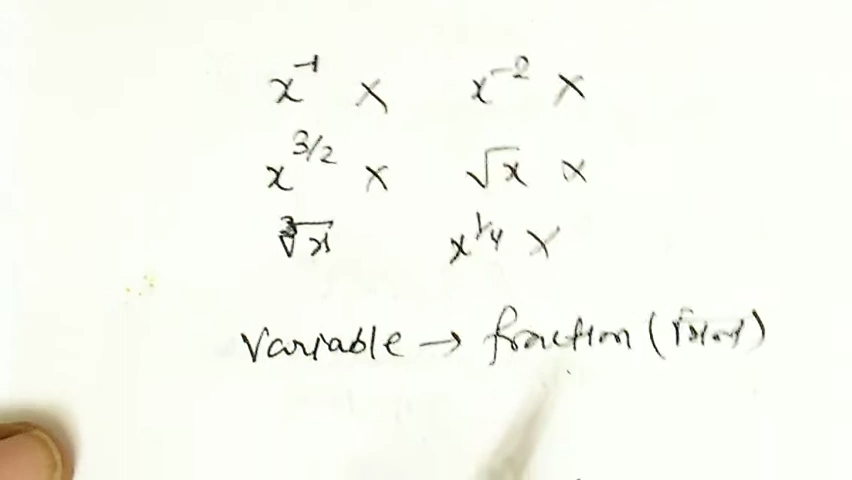 x⁻¹ × x⁻² ×
x^{3/2} × √x ×
∛x x^{1/4} ×
Variable → fraction (